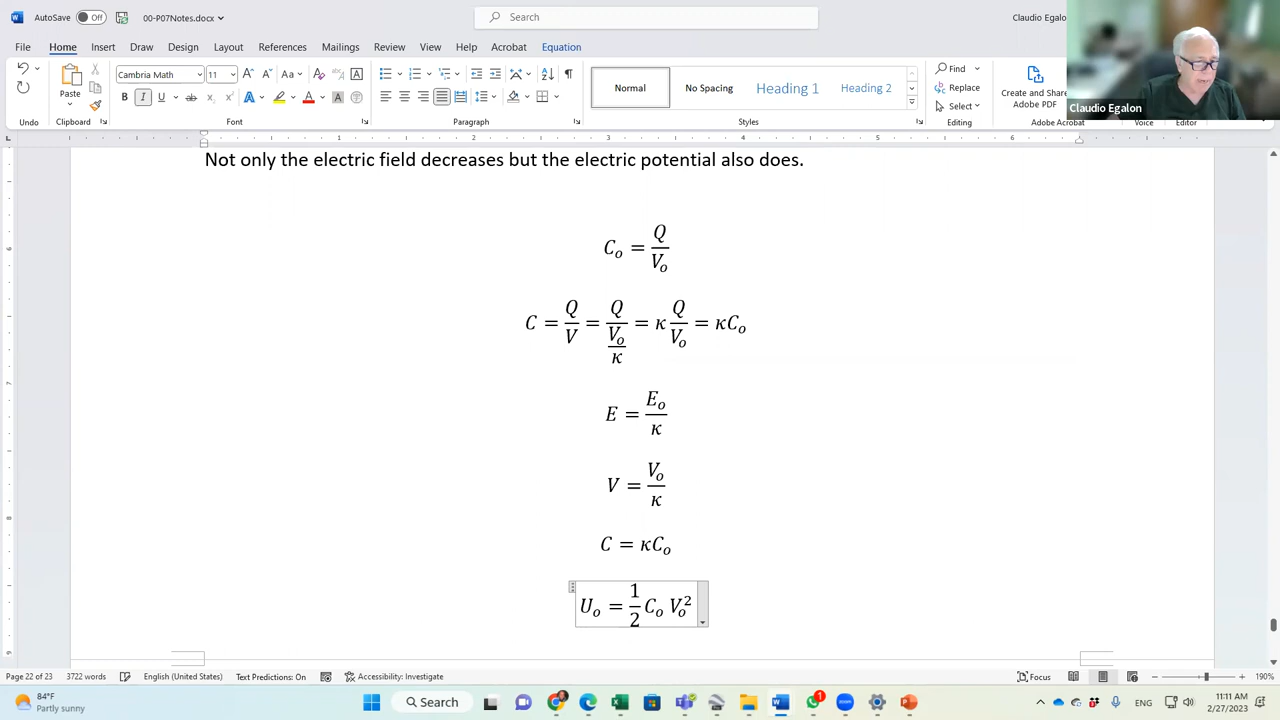 AutoSave Off 00-P07Notes.docx Search Claudio Egalon
File Home Insert Draw Design Layout References Mailings Review View Help Acrobat Equation
Paste Cambria Math 11 Normal No Spacing Heading 1 Heading 2 Find Replace Select Create and Share Adobe PDF
Undo Clipboard Font Paragraph Styles Editing Adobe Acrobat Voice Editor
Claudio Egalon
Not only the electric field decreases but the electric potential also does.
C_o = Q/V_o
C = Q/V = Q/(V_o/κ) = κ Q/V_o = κC_o
E = E_o/κ
V = V_o/κ
C = κC_o
U_o = 1/2 C_o V_o^2
Page 22 of 23 3722 words English (United States) Text Predictions: On Accessibility: Investigate Focus 190%
84°F
Partly sunny
Search
ENG
11:11 AM
2/27/2023